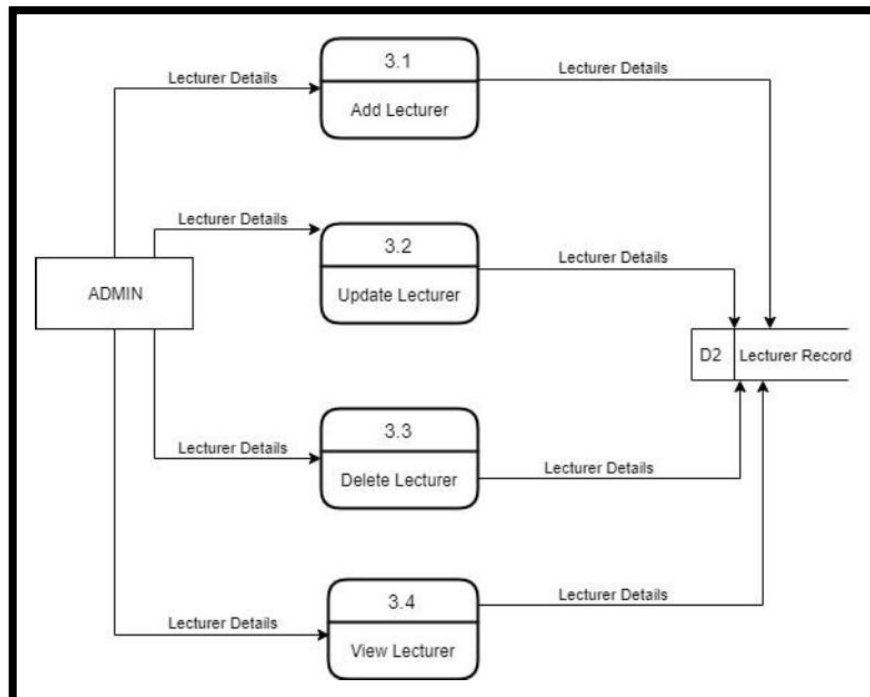 3.1
Lecturer Details
Lecturer Details
Add Lecturer
Lecturer Details
3.2
Lecturer Details
Update Lecturer
ADMIN
D2
Lecturer Record
3.3
Lecturer Details
Lecturer Details
Delete Lecturer
3.4
Lecturer Details
Lecturer Details
View Lecturer